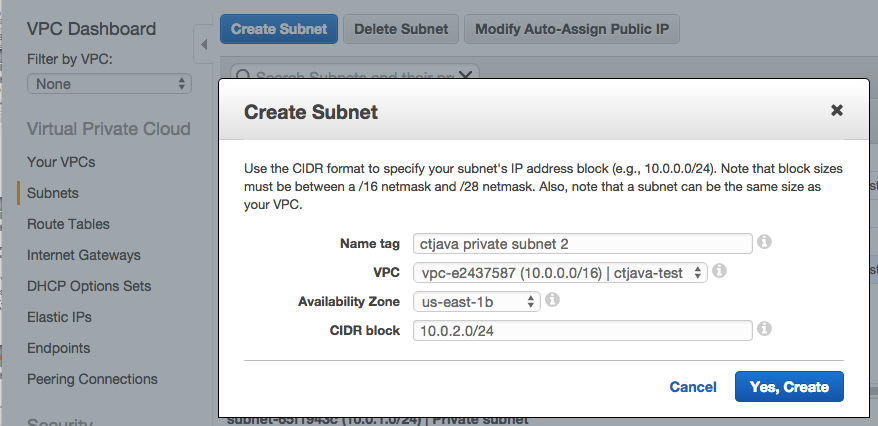 VPC Dashboard
Filter by VPC:
None
Virtual Private Cloud
Your VPCs
Subnets
Route Tables
Internet Gateways
DHCP Options Sets
Elastic IPs
Endpoints
Peering Connections
Security
Create Subnet
Delete Subnet
Modify Auto-Assign Public IP
Search Subnets and their pr
Create Subnet
Use the CIDR format to specify your subnet's IP address block (e.g., 10.0.0.0/24). Note that block sizes
must be between a /16 netmask and /28 netmask. Also, note that a subnet can be the same size as
your VPC.
Name tag
ctjava private subnet 2
VPC
vpc-e2437587 (10.0.0.0/16) | ctjava-test
Availability Zone
us-east-1b
CIDR block
10.0.2.0/24
Cancel
Yes, Create
subnet-65f1943c (10.0.1.0/24) | Private subnet